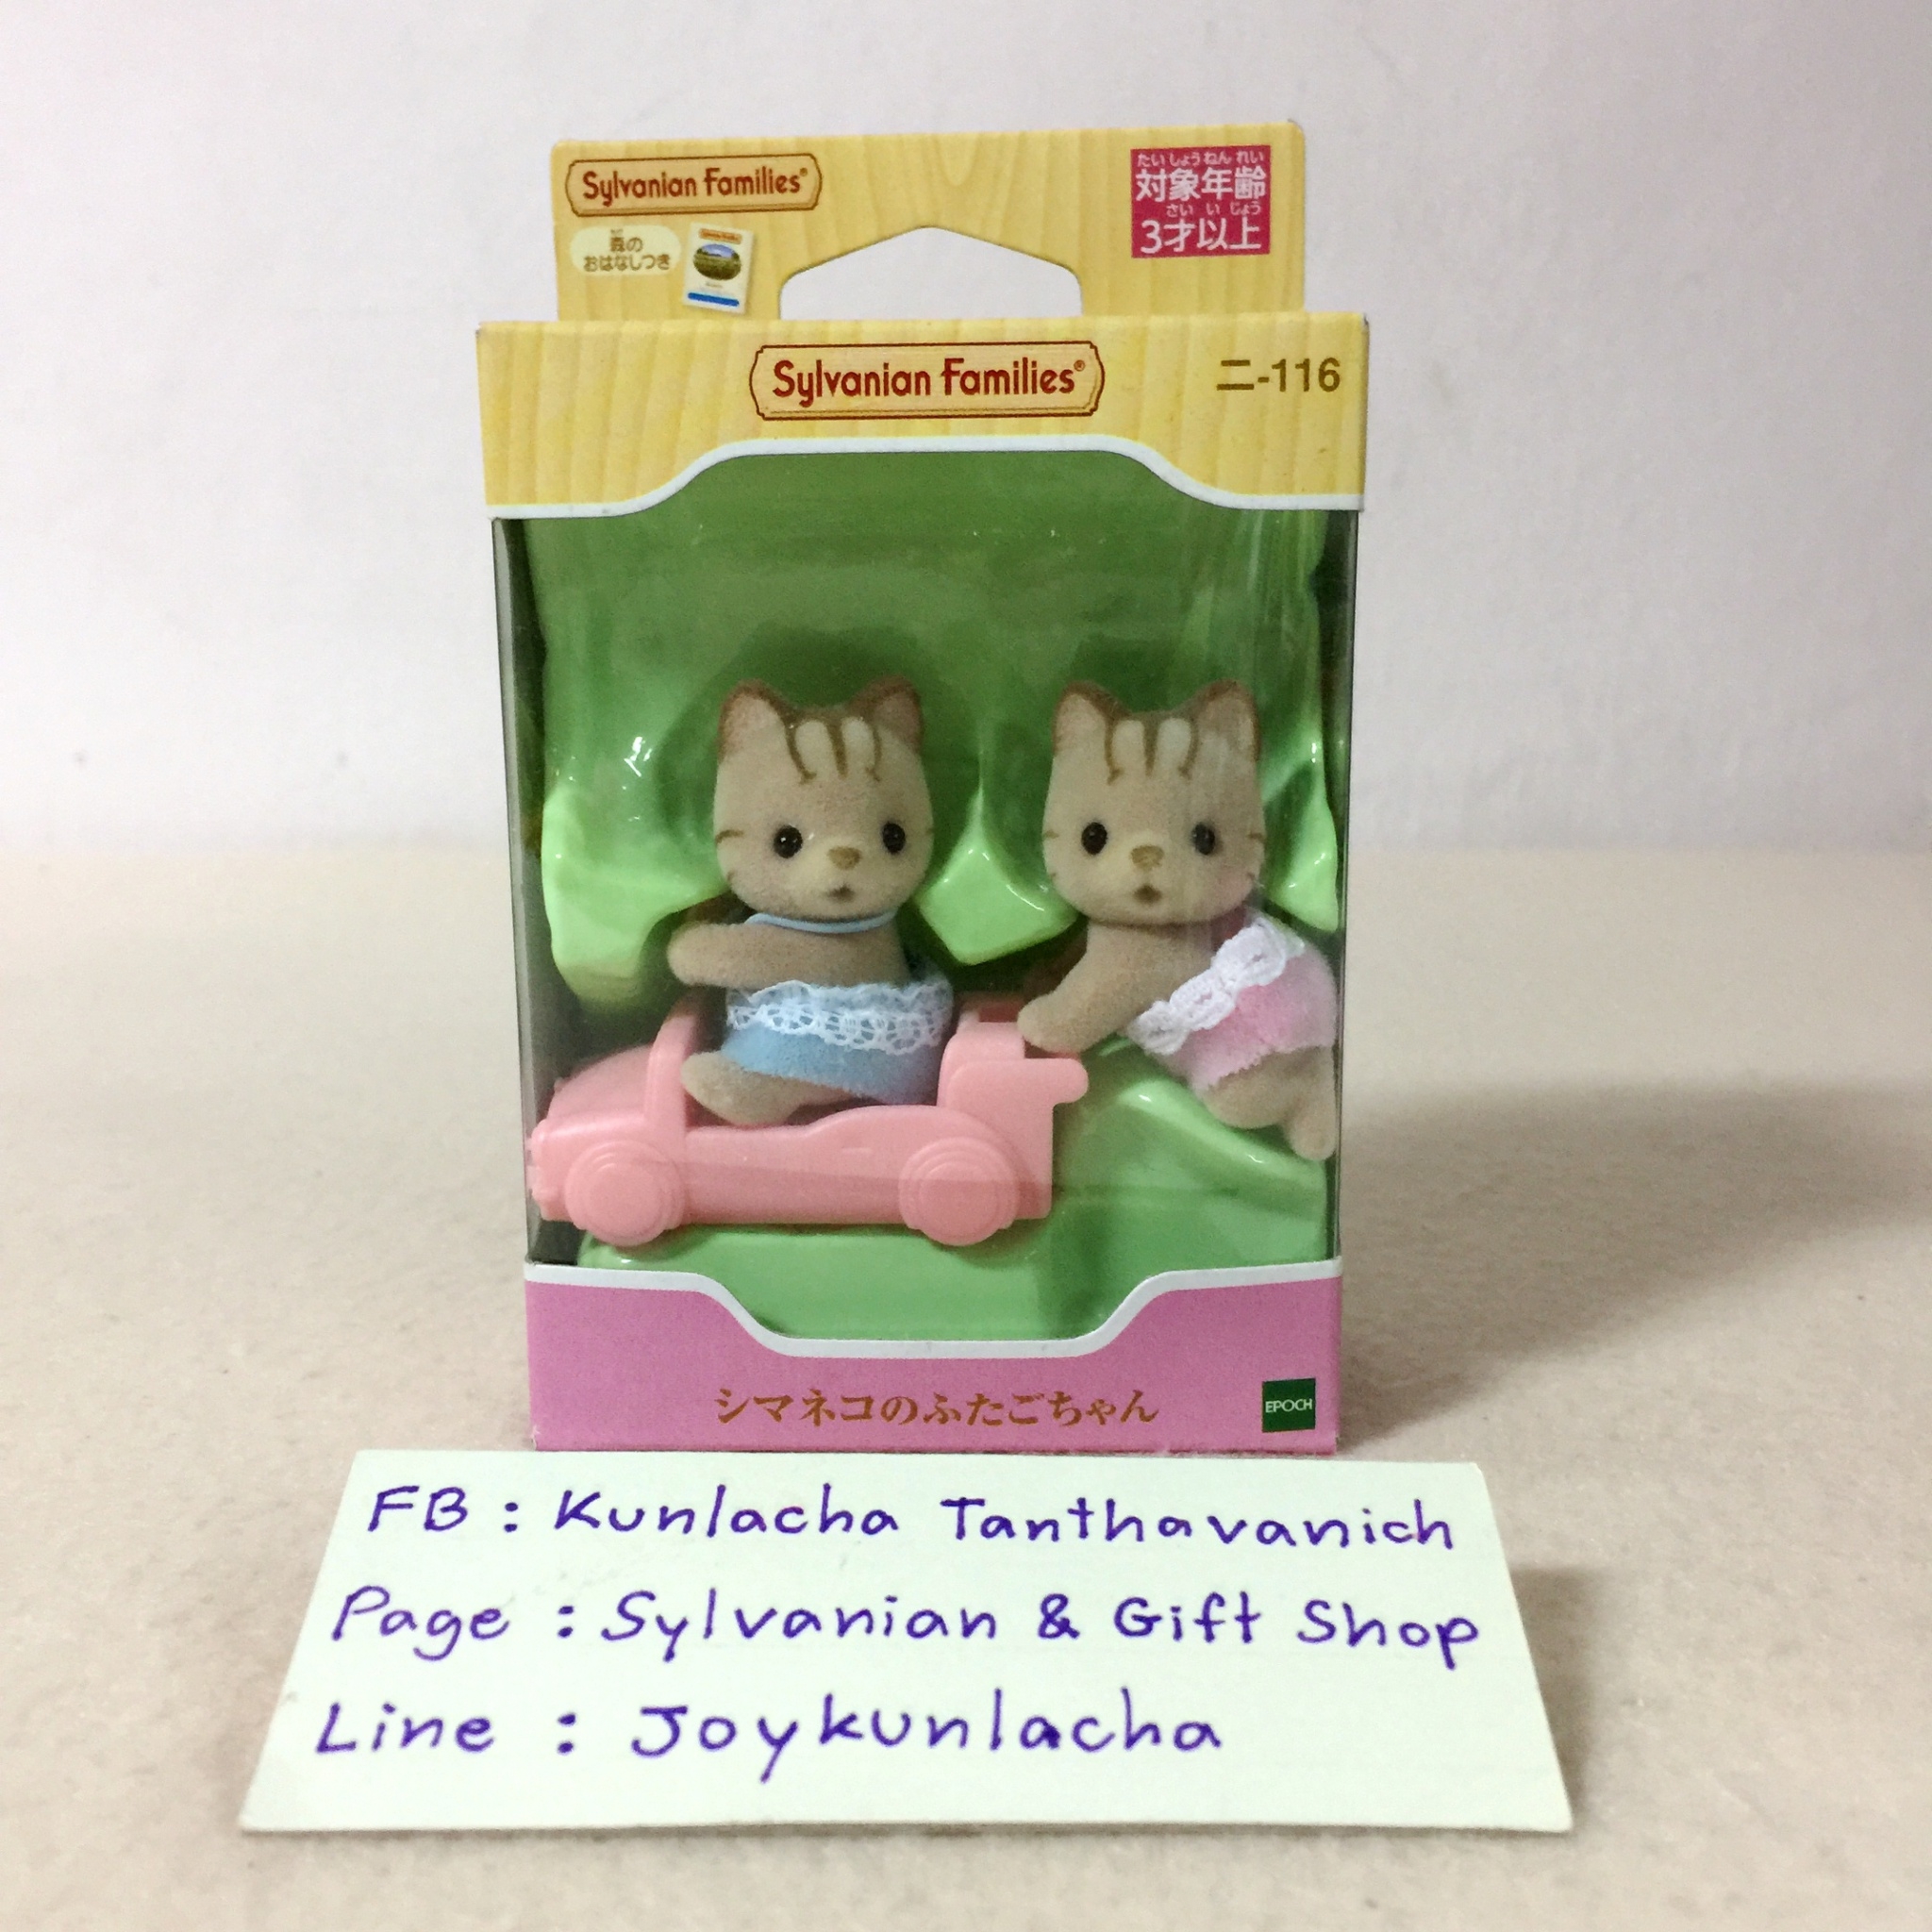 Sylvanian Families®
森の
おはなしつき
たいしょうねんれい
対象年齢
さいいじょう
3才以上
Sylvanian Families®
ニ-116
シマネコのふたごちゃん
EPOCH
FB : Kunlacha Tanthavanich
Page : Sylvanian & Gift Shop
Line : Joykunlacha